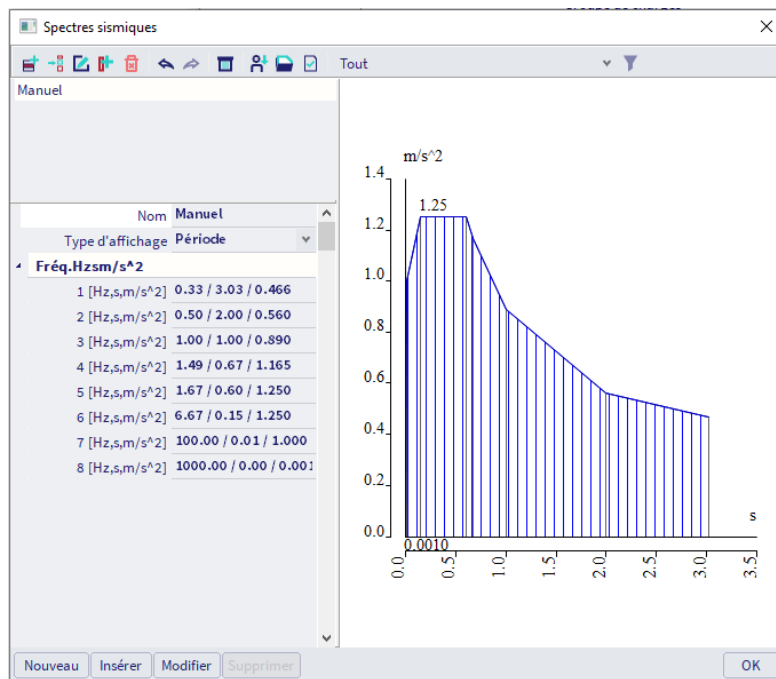 Spectres sismiques
Tout
Manuel
Nom Manuel
Type d'affichage Période
Fréq.Hzsm/s^2
1 [Hz,s,m/s^2] 0.33 / 3.03 / 0.466
2 [Hz,s,m/s^2] 0.50 / 2.00 / 0.560
3 [Hz,s,m/s^2] 1.00 / 1.00 / 0.890
4 [Hz,s,m/s^2] 1.49 / 0.67 / 1.165
5 [Hz,s,m/s^2] 1.67 / 0.60 / 1.250
6 [Hz,s,m/s^2] 6.67 / 0.15 / 1.250
7 [Hz,s,m/s^2] 100.00 / 0.01 / 1.000
8 [Hz,s,m/s^2] 1000.00 / 0.00 / 0.001
m/s^2
1.4
1.25
1.2
1.0
0.8
0.6
0.4
0.2
s
0.0
0.0010
0.0 0.5 1.0 1.5 2.0 2.5 3.0 3.5
Nouveau Insérer Modifier Supprimer OK